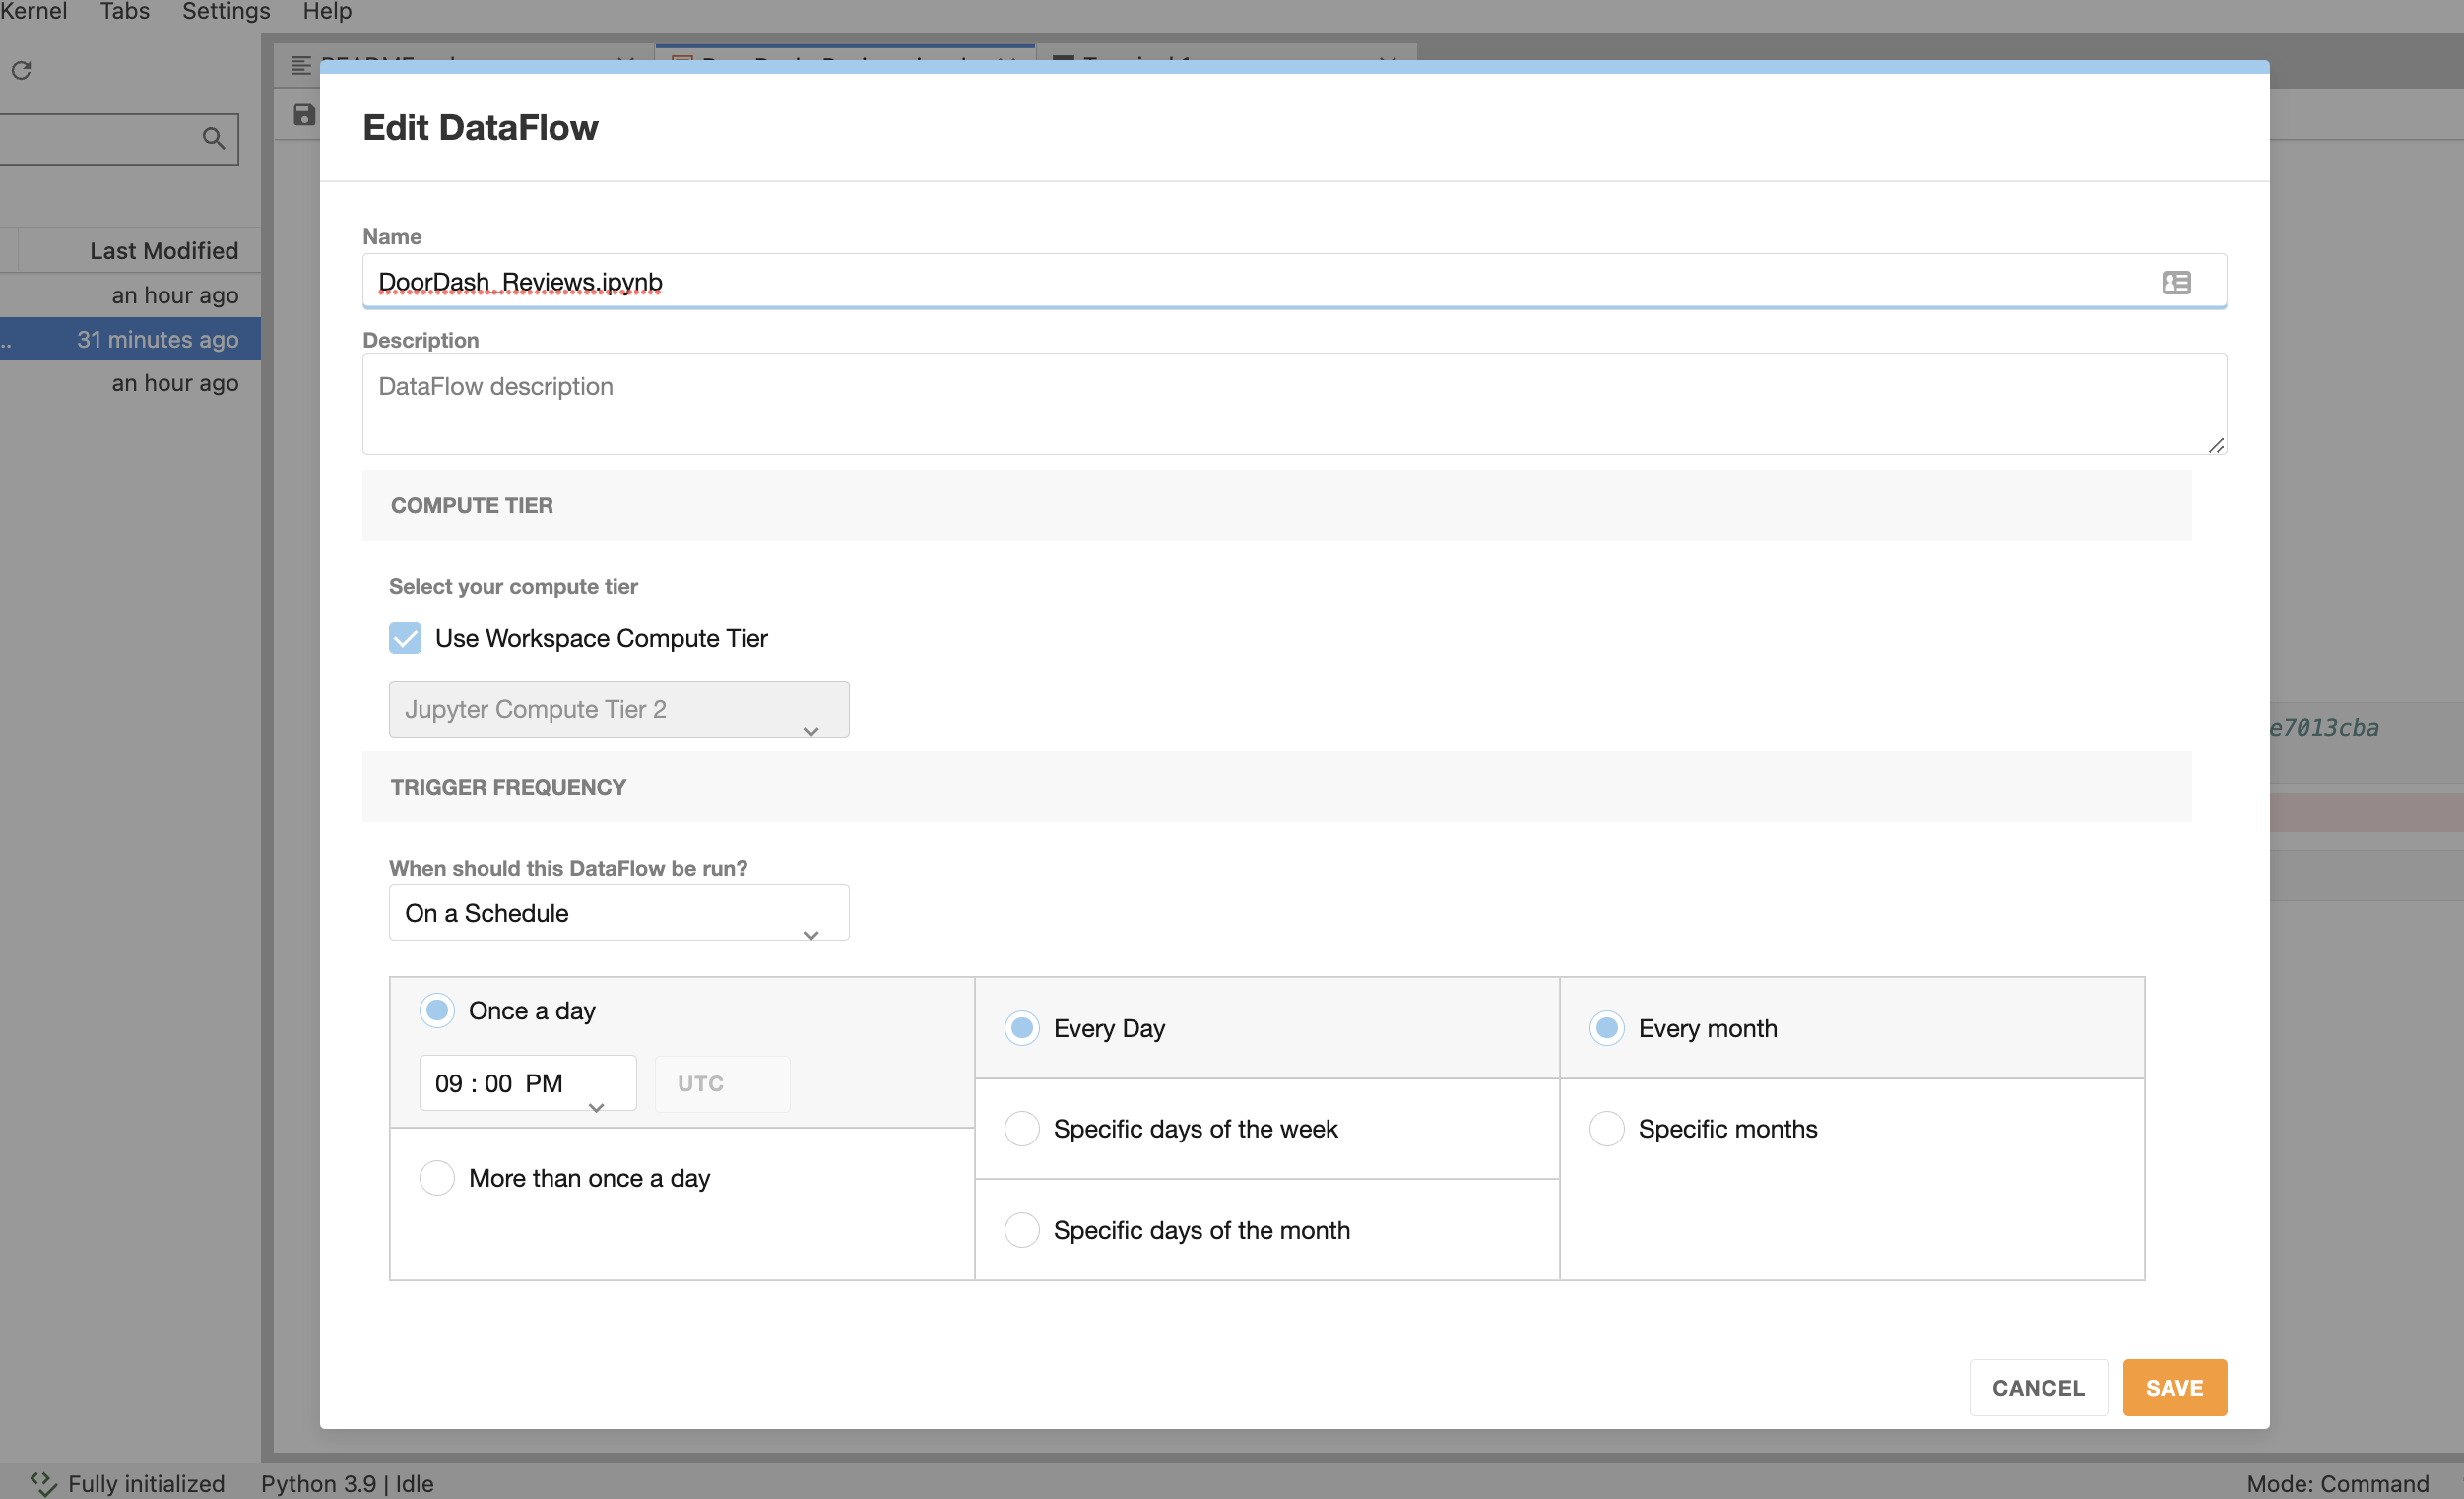 Kernel Tabs Settings Help
Edit DataFlow
Name
DoorDash_Reviews.ipynb
Description
DataFlow description
COMPUTE TIER
Select your compute tier
Use Workspace Compute Tier
Jupyter Compute Tier 2
TRIGGER FREQUENCY
When should this DataFlow be run?
On a Schedule
Once a day
09 : 00 PM
UTC
More than once a day
Every Day
Specific days of the week
Specific days of the month
Every month
Specific months
CANCEL
SAVE
Last Modified
an hour ago
.. 31 minutes ago
an hour ago
e7013cba
Fully initialized
Python 3.9 | Idle
Mode: Command